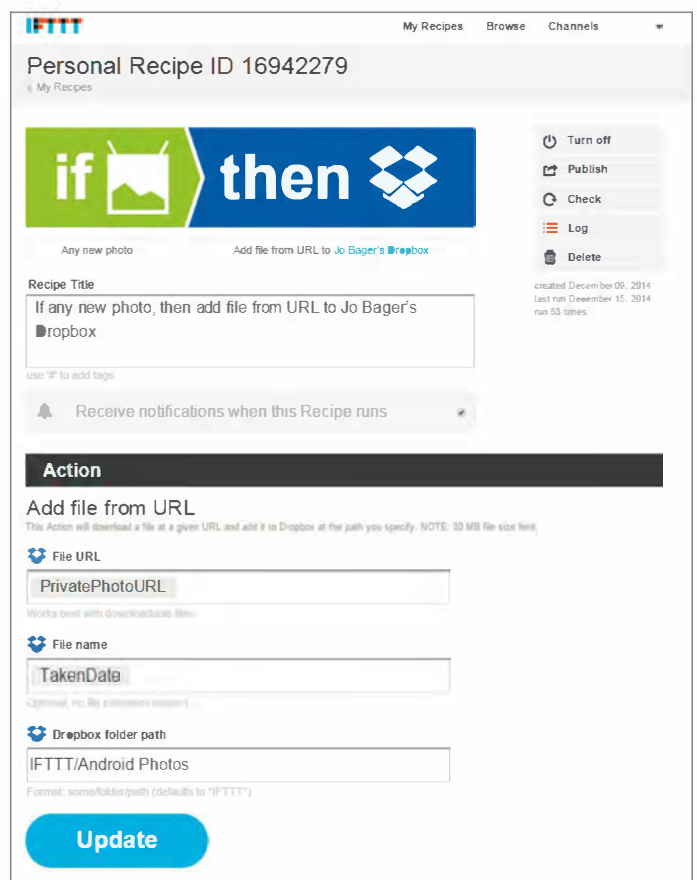 IFTTT
My Recipes Browse Channels
Personal Recipe ID 16942279
My Recipes
if then
Turn off
Publish
Check
Log
Delete
Any new photo
Add file from URL to Jo Bager's Dropbox
created December 09, 2014
last run December 15, 2014
run 53 times
Recipe Title
If any new photo, then add file from URL to Jo Bager's
Dropbox
use '#' to add tags
Receive notifications when this Recipe runs
Action
Add file from URL
This Action will download a file at a given URL and add it to Dropbox at the path you specify. NOTE: 30 MB file size limit.
File URL
PrivatePhotoURL
Works best with downloadable files
File name
TakenDate
Optional, no file extension needed
Dropbox folder path
IFTTT/Android Photos
Format: some/folder/path (defaults to "IFTTT")
Update